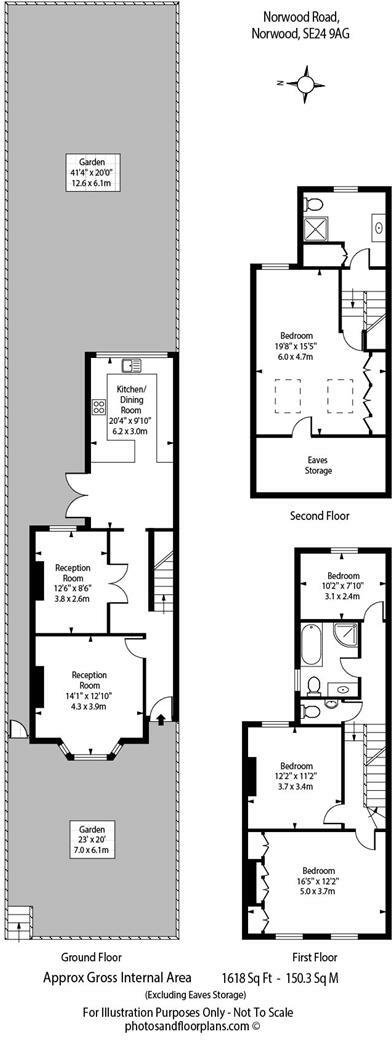 Norwood Road,
Norwood, SE24 9AG
N
Garden
41'4" x 20'0"
12.6 x 6.1m
Kitchen/
Dining
Room
20'4" x 9'10"
6.2 x 3.0m
Reception
Room
12'6" x 8'6"
3.8 x 2.6m
Reception
Room
14'1" x 12'10"
4.3 x 3.9m
Garden
23' x 20'
7.0 x 6.1m
Ground Floor
Bedroom
19'8" x 15'5"
6.0 x 4.7m
Eaves
Storage
Second Floor
Bedroom
10'2" x 7'10"
3.1 x 2.4m
Bedroom
12'2" x 11'2"
3.7 x 3.4m
Bedroom
16'5" x 12'2"
5.0 x 3.7m
First Floor
Approx Gross Internal Area 1618 Sq Ft - 150.3 Sq M
(Excluding Eaves Storage)
For Illustration Purposes Only - Not To Scale
photosandfloorplans.com ©